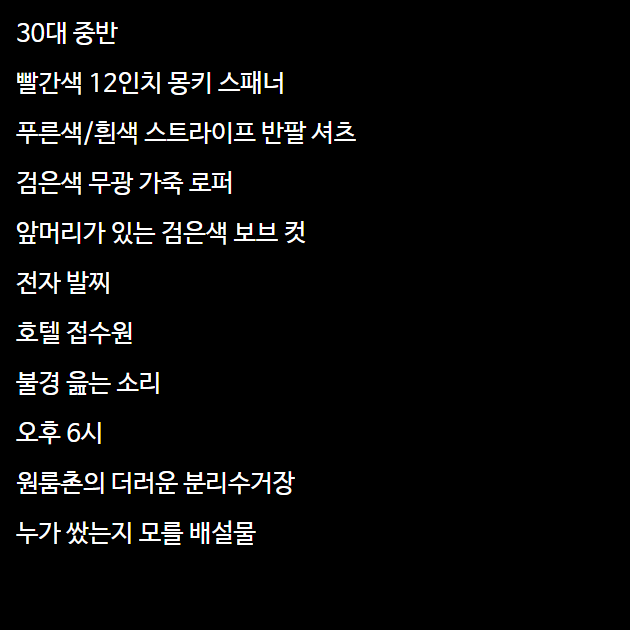 30대 중반
빨간색 12인치 몽키 스패너
푸른색/흰색 스트라이프 반팔 셔츠
검은색 무광 가죽 로퍼
앞머리가 있는 검은색 보브 컷
전자 발찌
호텔 접수원
불경 읊는 소리
오후 6시
원룸촌의 더러운 분리수거장
누가 쌌는지 모를 배설물